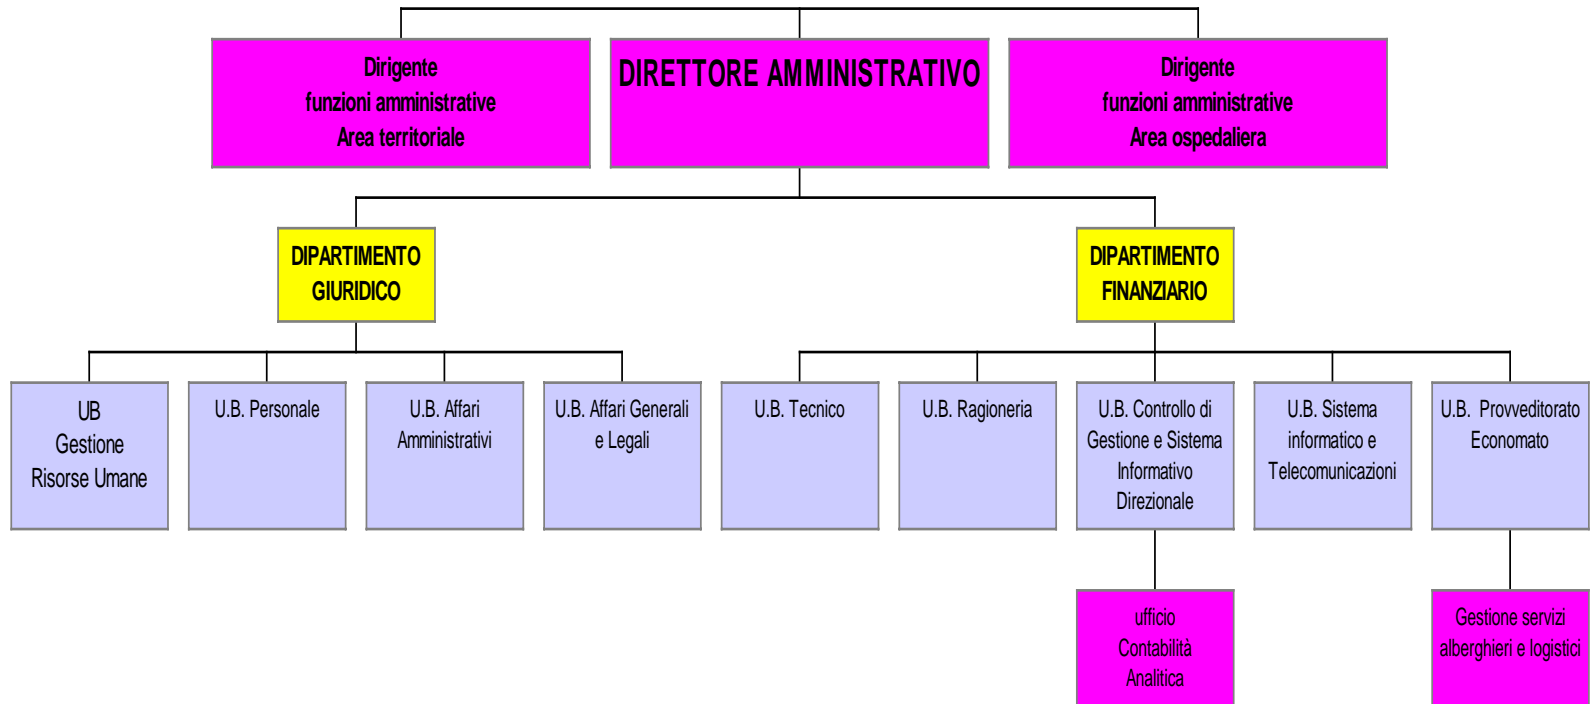 Dirigente
funzioni amministrative
Area territoriale
DIRETTORE AMMINISTRATIVO
Dirigente
funzioni amministrative
Area ospedaliera
DIPARTIMENTO
GIURIDICO
DIPARTIMENTO
FINANZIARIO
UB
Gestione
Risorse Umane
U.B. Personale
U.B. Affari
Amministrativi
U.B. Affari Generali
e Legali
U.B. Tecnico
U.B. Ragioneria
U.B. Controllo di
Gestione e Sistema
Informativo
Direzionale
U.B. Sistema
informatico e
Telecomunicazioni
U.B. Provveditorato
Economato
ufficio
Contabilità
Analitica
Gestione servizi
alberghieri e logistici